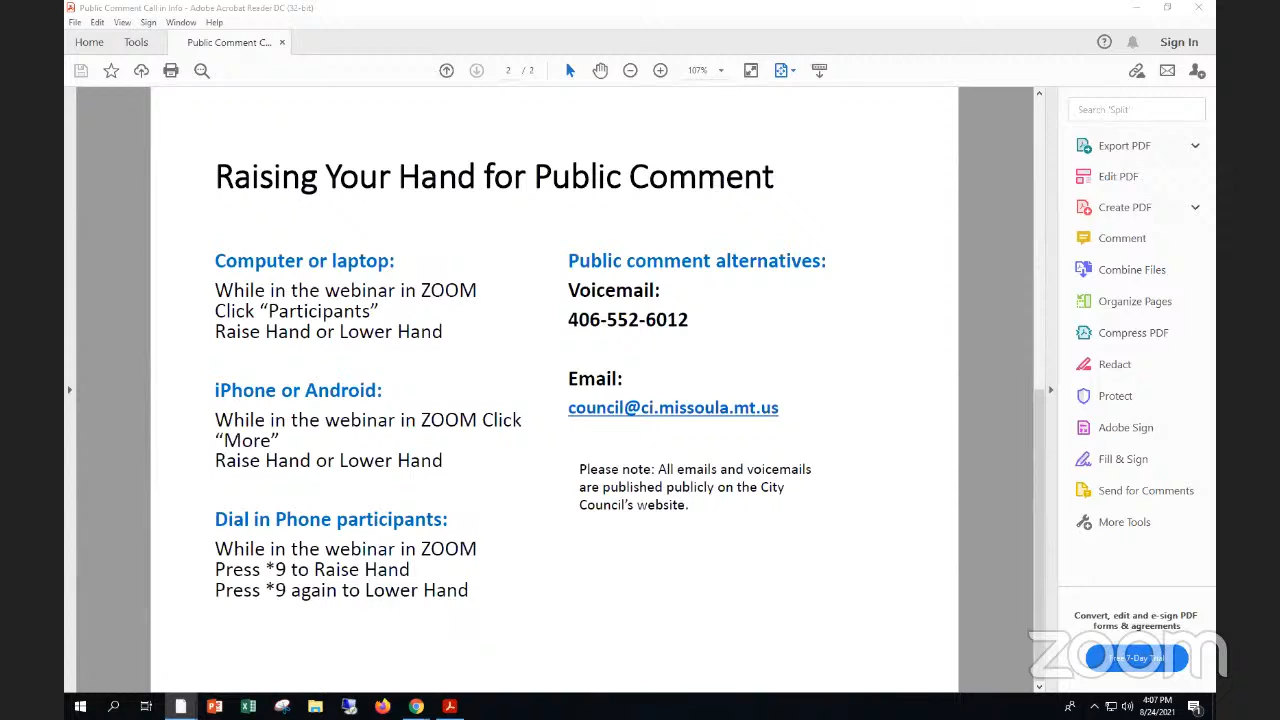 Public Comment Call in Info - Adobe Acrobat Reader DC (32-bit)
File Edit View Sign Window Help
Home Tools Public Comment C... ×
Sign In
2 / 2
107%
Search 'Split'
Raising Your Hand for Public Comment
Computer or laptop:
While in the webinar in ZOOM
Click “Participants”
Raise Hand or Lower Hand
iPhone or Android:
While in the webinar in ZOOM Click
“More”
Raise Hand or Lower Hand
Dial in Phone participants:
While in the webinar in ZOOM
Press *9 to Raise Hand
Press *9 again to Lower Hand
Public comment alternatives:
Voicemail:
406-552-6012
Email:
council@ci.missoula.mt.us
Please note: All emails and voicemails
are published publicly on the City
Council’s website.
Export PDF
Edit PDF
Create PDF
Comment
Combine Files
Organize Pages
Compress PDF
Redact
Protect
Adobe Sign
Fill & Sign
Send for Comments
More Tools
Convert, edit and e-sign PDF
forms & agreements
Free 7-Day Trial
zoom
4:07 PM
8/24/2021